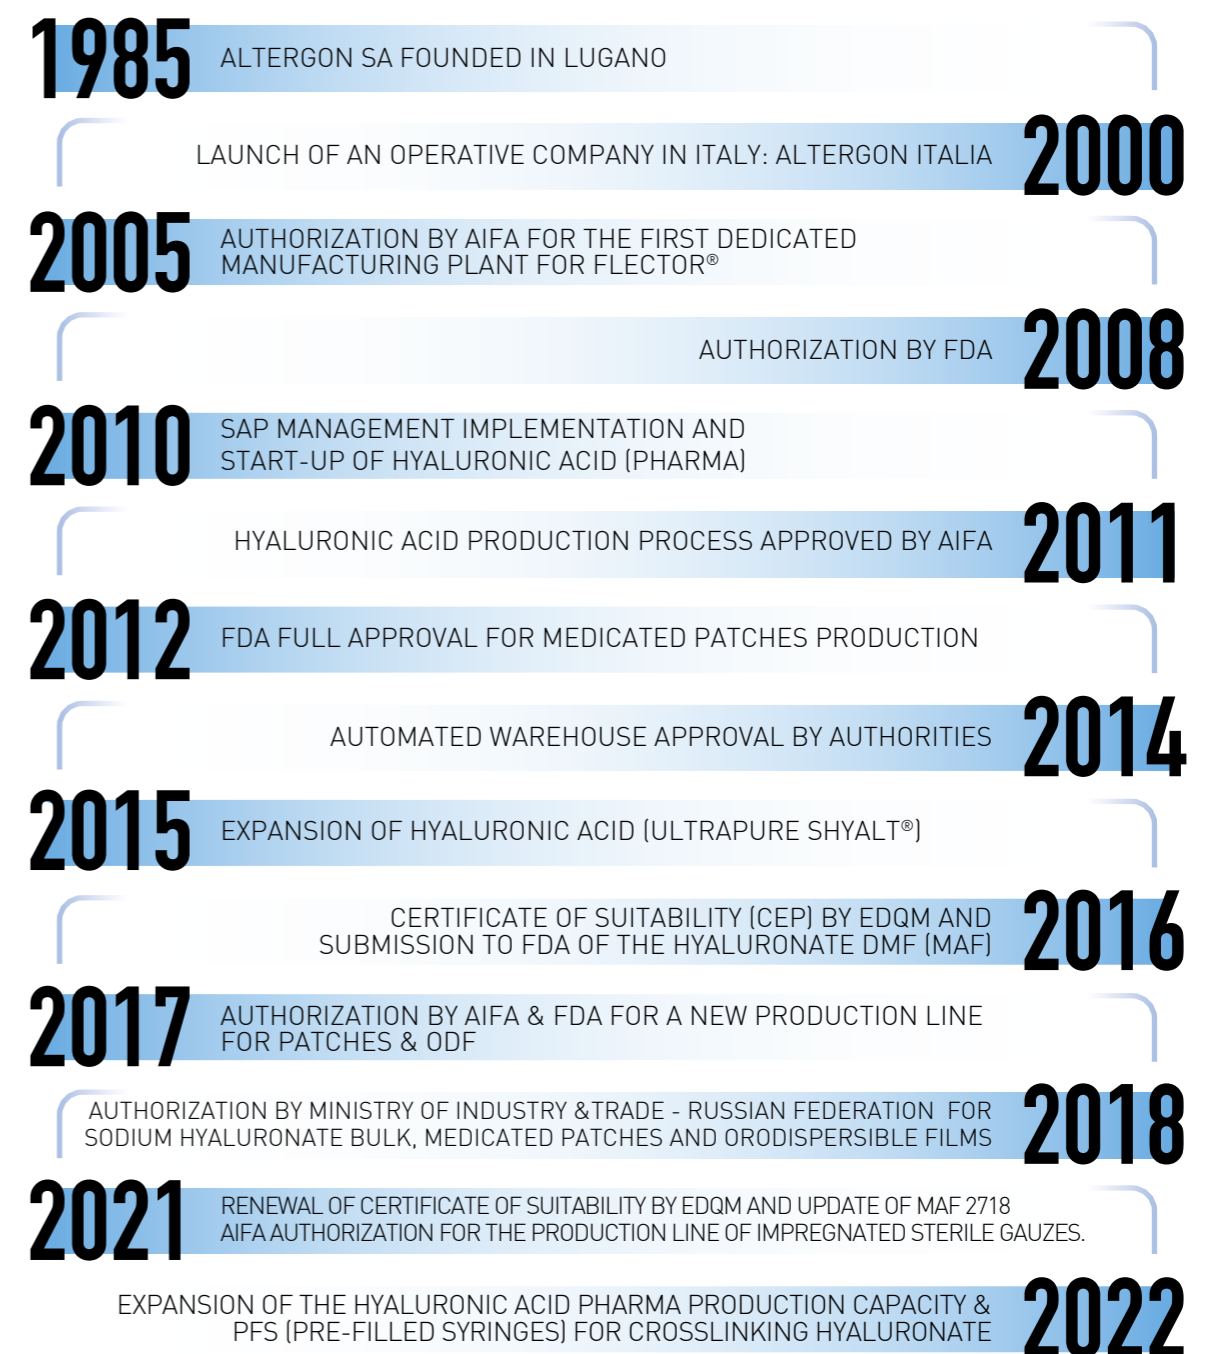 1985
ALTERGON SA FOUNDED IN LUGANO
LAUNCH OF AN OPERATIVE COMPANY IN ITALY: ALTERGON ITALIA
2000
2005
AUTHORIZATION BY AIFA FOR THE FIRST DEDICATED
MANUFACTURING PLANT FOR FLECTOR®
AUTHORIZATION BY FDA
2008
2010
SAP MANAGEMENT IMPLEMENTATION AND
START-UP OF HYALURONIC ACID (PHARMA)
HYALURONIC ACID PRODUCTION PROCESS APPROVED BY AIFA
2011
2012
FDA FULL APPROVAL FOR MEDICATED PATCHES PRODUCTION
AUTOMATED WAREHOUSE APPROVAL BY AUTHORITIES
2014
2015
EXPANSION OF HYALURONIC ACID (ULTRAPURE SHYALT®)
CERTIFICATE OF SUITABILITY (CEP) BY EDQM AND
SUBMISSION TO FDA OF THE HYALURONATE DMF (MAF)
2016
2017
AUTHORIZATION BY AIFA & FDA FOR A NEW PRODUCTION LINE
FOR PATCHES & ODF
AUTHORIZATION BY MINISTRY OF INDUSTRY &TRADE - RUSSIAN FEDERATION  FOR
SODIUM HYALURONATE BULK, MEDICATED PATCHES AND ORODISPERSIBLE FILMS
2018
2021
RENEWAL OF CERTIFICATE OF SUITABILITY BY EDQM AND UPDATE OF MAF 2718
AIFA AUTHORIZATION FOR THE PRODUCTION LINE OF IMPREGNATED STERILE GAUZES.
EXPANSION OF THE HYALURONIC ACID PHARMA PRODUCTION CAPACITY &
PFS (PRE-FILLED SYRINGES) FOR CROSSLINKING HYALURONATE
2022